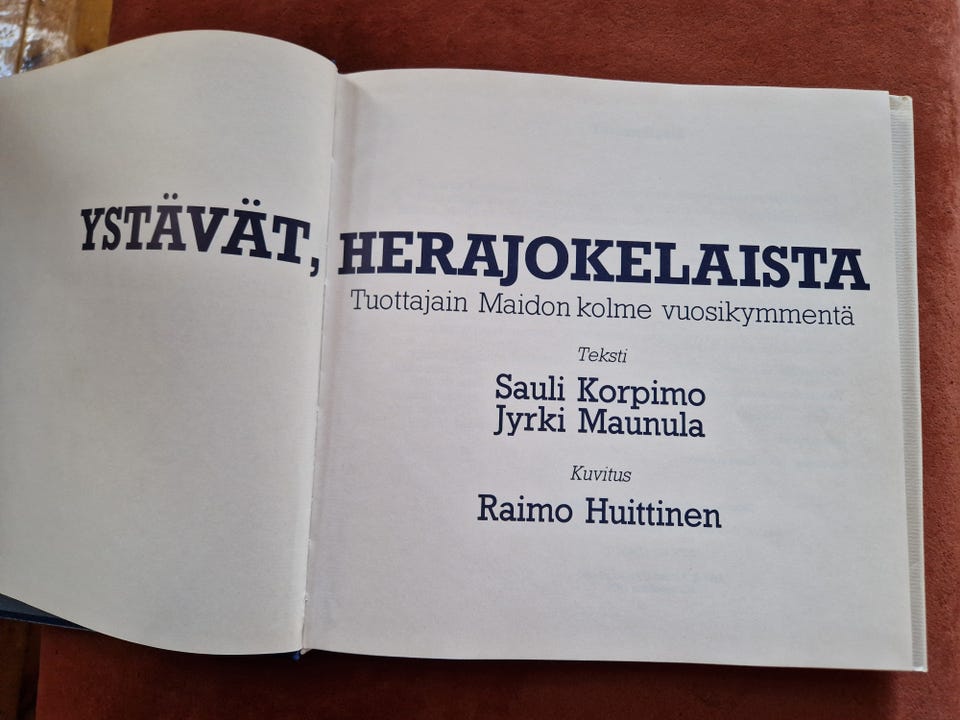 YSTÄVÄT, HERAJOKELAISTA
Tuottajain Maidon kolme vuosikymmentä
Teksti
Sauli Korpimo
Jyrki Maunula
Kuvitus
Raimo Huittinen